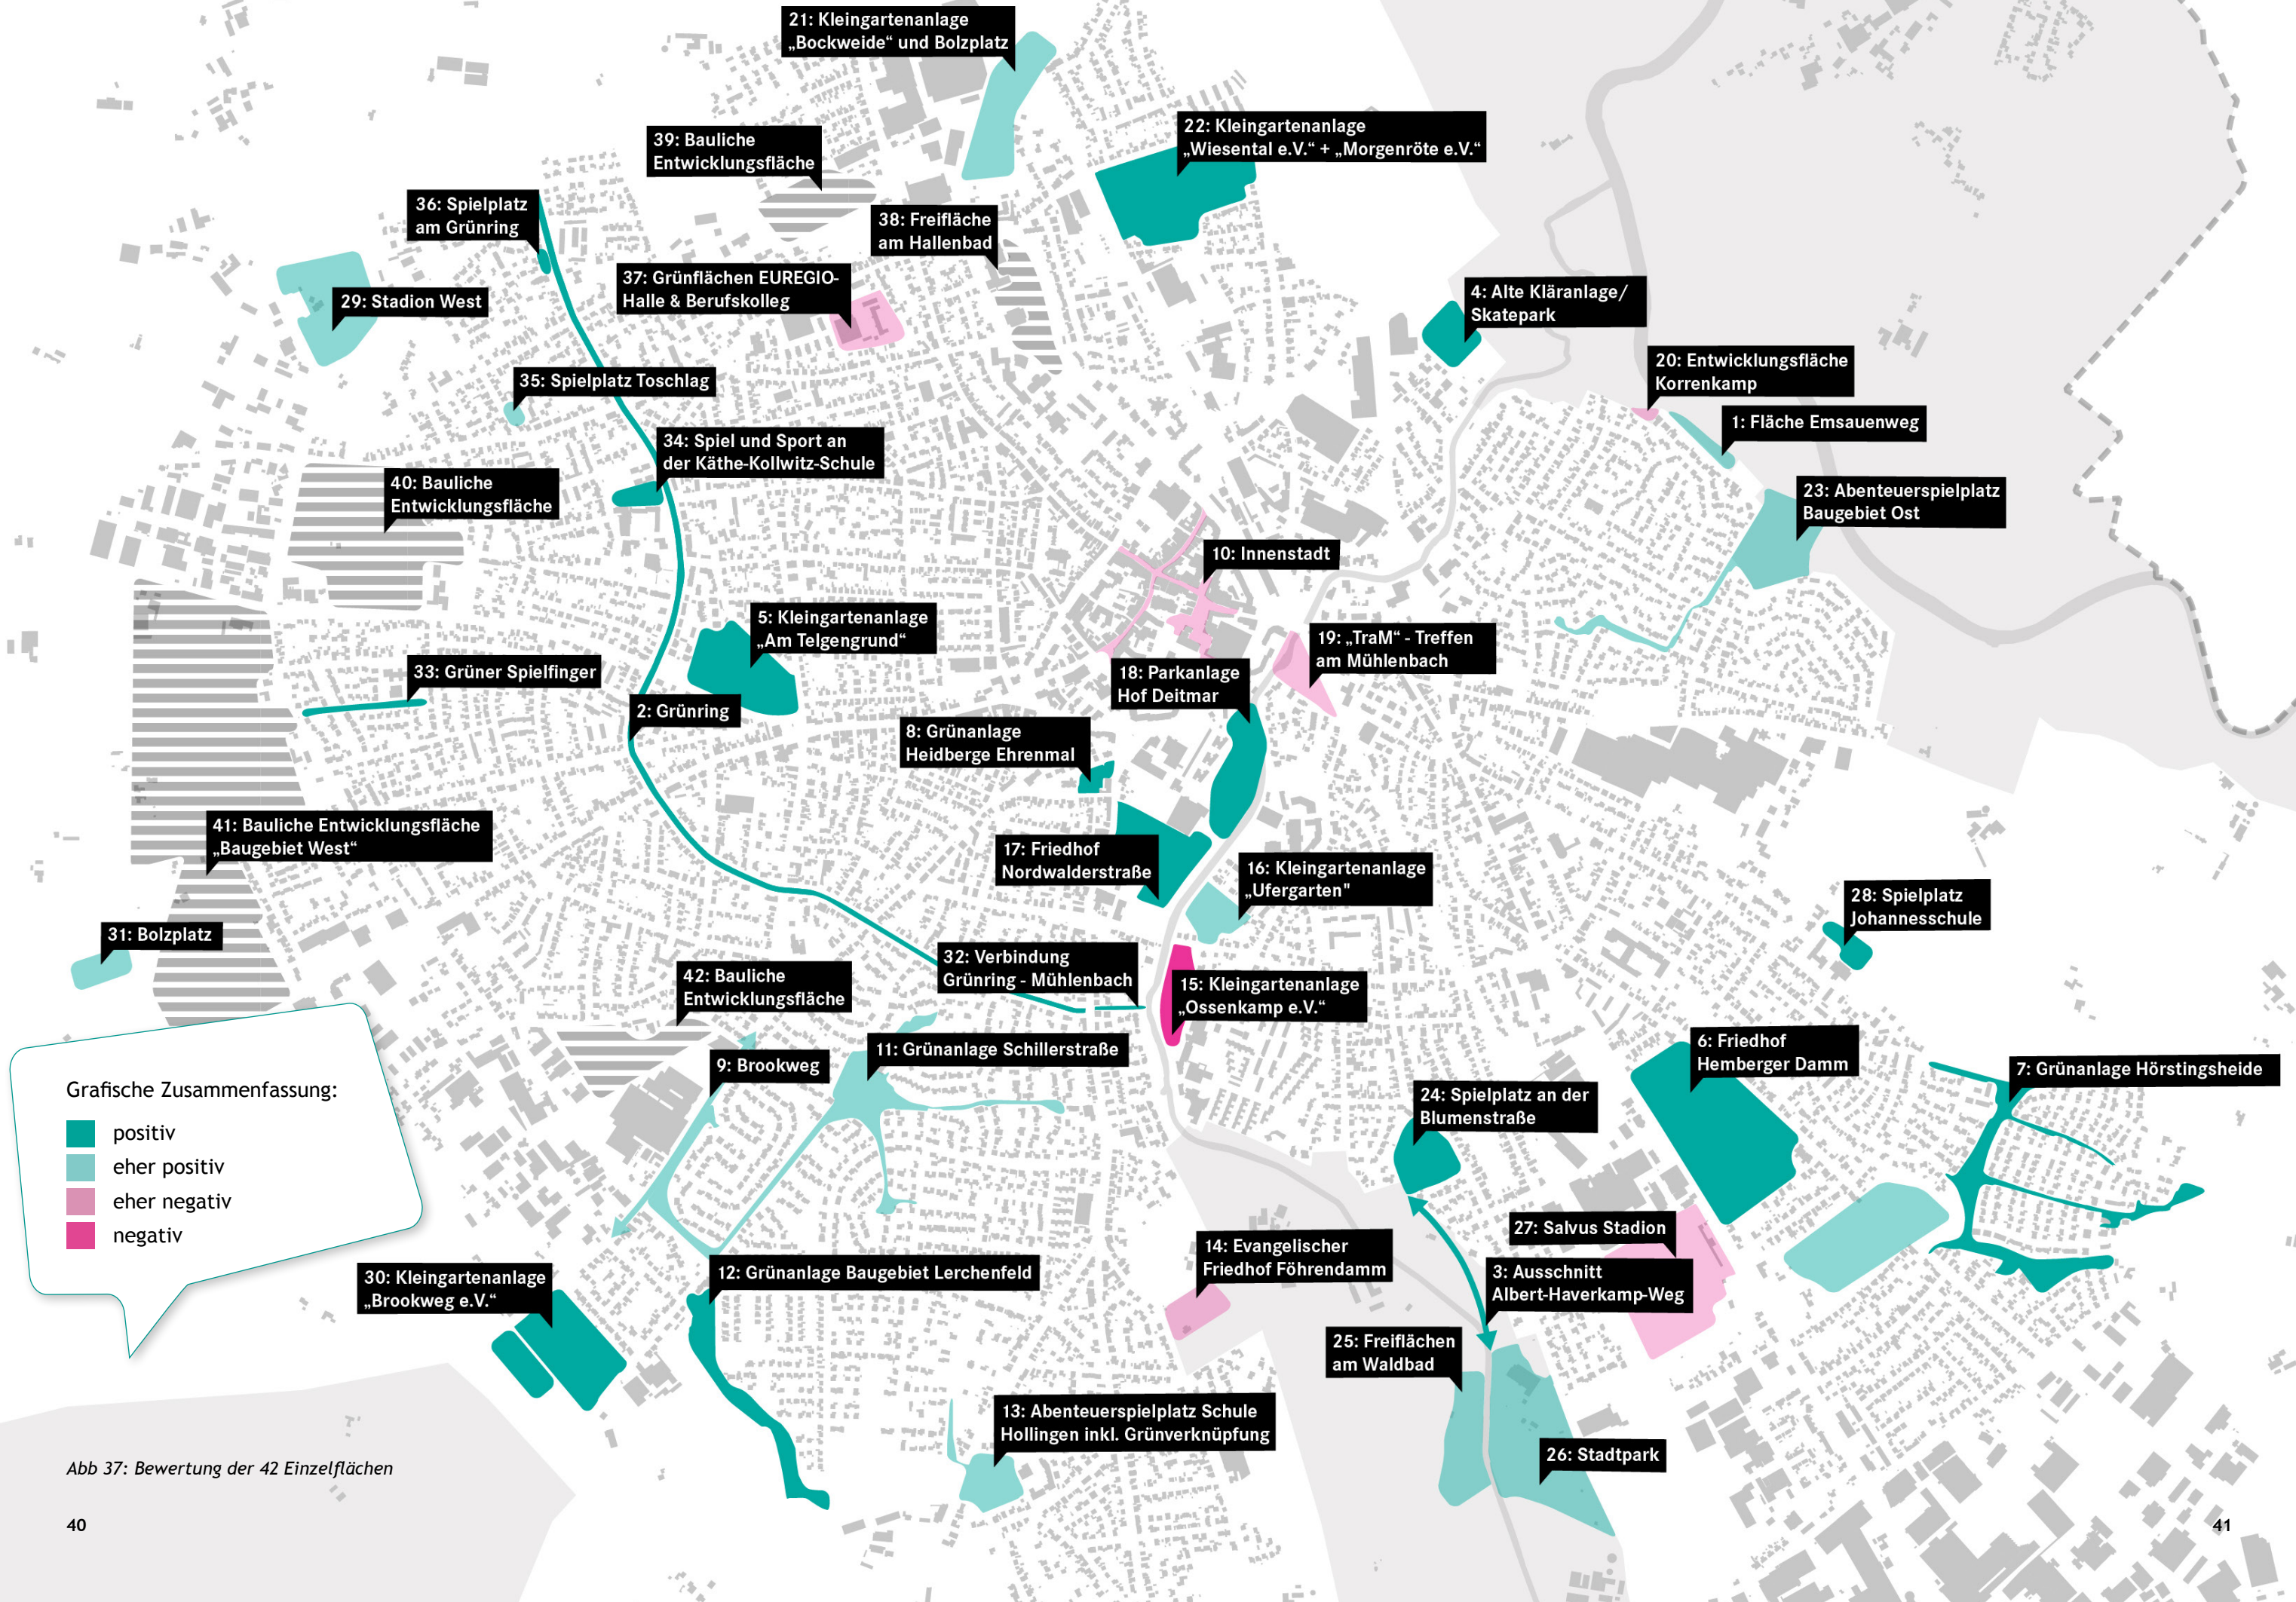 21: Kleingartenanlage
„Bockweide“ und Bolzplatz
22: Kleingartenanlage
„Wiesental e.V.“ + „Morgenröte e.V.“
39: Bauliche
Entwicklungsfläche
36: Spielplatz
am Grünring
38: Freifläche
am Hallenbad
37: Grünflächen EUREGIO-
Halle & Berufskolleg
29: Stadion West
4: Alte Kläranlage/
Skatepark
20: Entwicklungsfläche
Korrenkamp
35: Spielplatz Toschlag
1: Fläche Emsauenweg
34: Spiel und Sport an
der Käthe-Kollwitz-Schule
40: Bauliche
Entwicklungsfläche
23: Abenteuerspielplatz
Baugebiet Ost
10: Innenstadt
5: Kleingartenanlage
„Am Telgengrund“
19: „TraM“ - Treffen
am Mühlenbach
33: Grüner Spielfinger
18: Parkanlage
Hof Deitmar
2: Grünring
8: Grünanlage
Heidberge Ehrenmal
41: Bauliche Entwicklungsfläche
„Baugebiet West“
17: Friedhof
Nordwalderstraße
16: Kleingartenanlage
„Ufergarten"
28: Spielplatz
Johannesschule
31: Bolzplatz
32: Verbindung
Grünring - Mühlenbach
42: Bauliche
Entwicklungsfläche
15: Kleingartenanlage
„Ossenkamp e.V.“
11: Grünanlage Schillerstraße
9: Brookweg
6: Friedhof
Hemberger Damm
7: Grünanlage Hörstingsheide
24: Spielplatz an der
Blumenstraße
Grafische Zusammenfassung:
positiv
eher positiv
eher negativ
negativ
27: Salvus Stadion
14: Evangelischer
Friedhof Föhrendamm
3: Ausschnitt
Albert-Haverkamp-Weg
30: Kleingartenanlage
„Brookweg e.V.“
12: Grünanlage Baugebiet Lerchenfeld
25: Freiflächen
am Waldbad
13: Abenteuerspielplatz Schule
Hollingen inkl. Grünverknüpfung
26: Stadtpark
Abb 37: Bewertung der 42 Einzelflächen
40
41